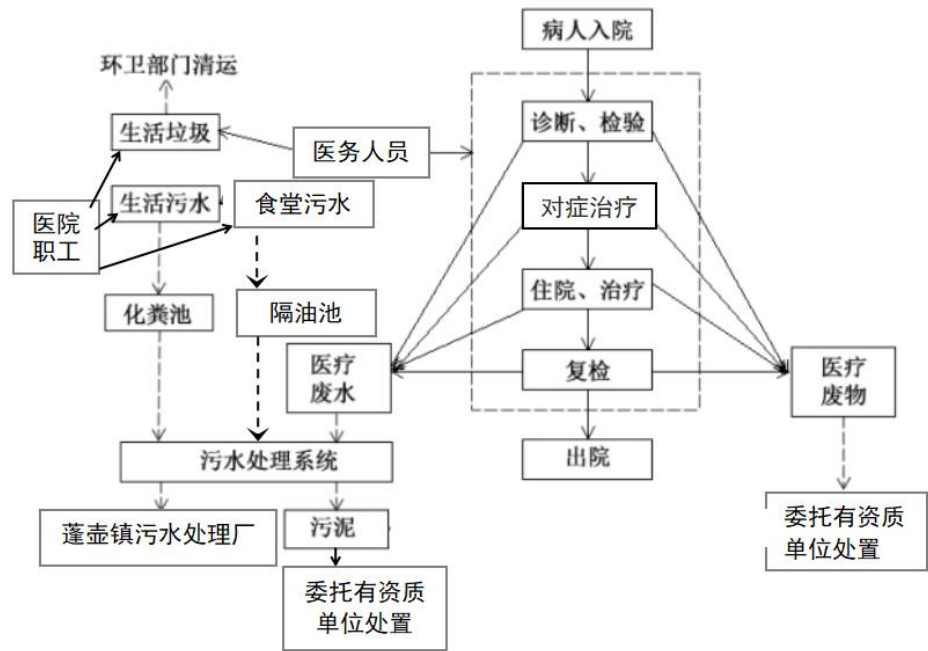 病人入院
环卫部门清运
诊断、检验
生活垃圾
医务人员
生活污水
食堂污水
对症治疗
医院
职工
住院、治疗
化粪池
隔油池
医疗
废水
复检
医疗
废物
污水处理系统
出院
蓬壶镇污水处理厂
污泥
委托有资质
单位处置
委托有资质
单位处置